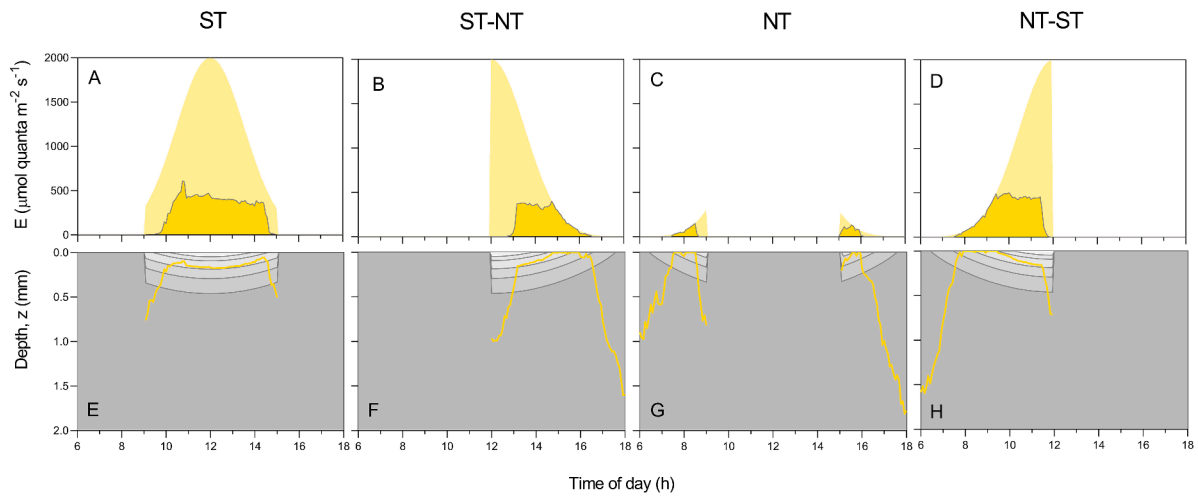 ST ST-NT NT NT-ST
E (μmol quanta m-2 s-1)
2000
1500
1000
500
0
A B C D
Depth, z (mm)
0.0
0.5
1.0
1.5
2.0
E F G H
6 8 10 12 14 16 18 6 8 10 12 14 16 18 6 8 10 12 14 16 18 6 8 10 12 14 16 18
Time of day (h)